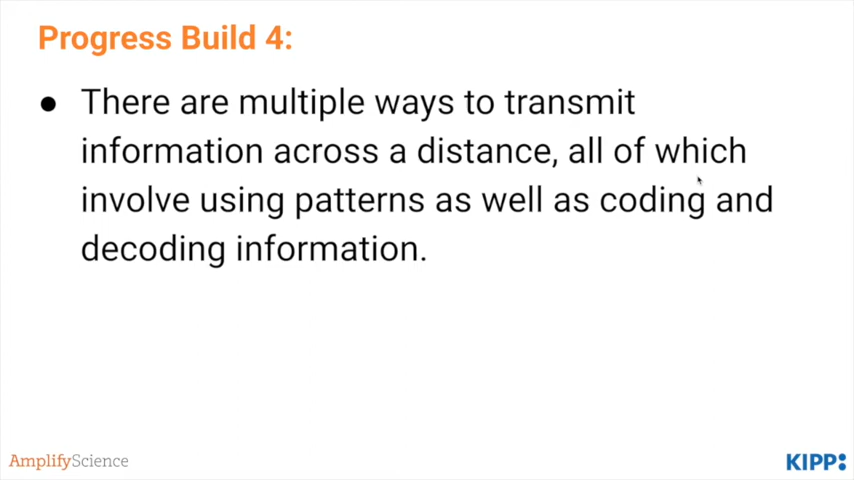 Progress Build 4:
● There are multiple ways to transmit
information across a distance, all of which
involve using patterns as well as coding and
decoding information.
AmplifyScience
KIPP: